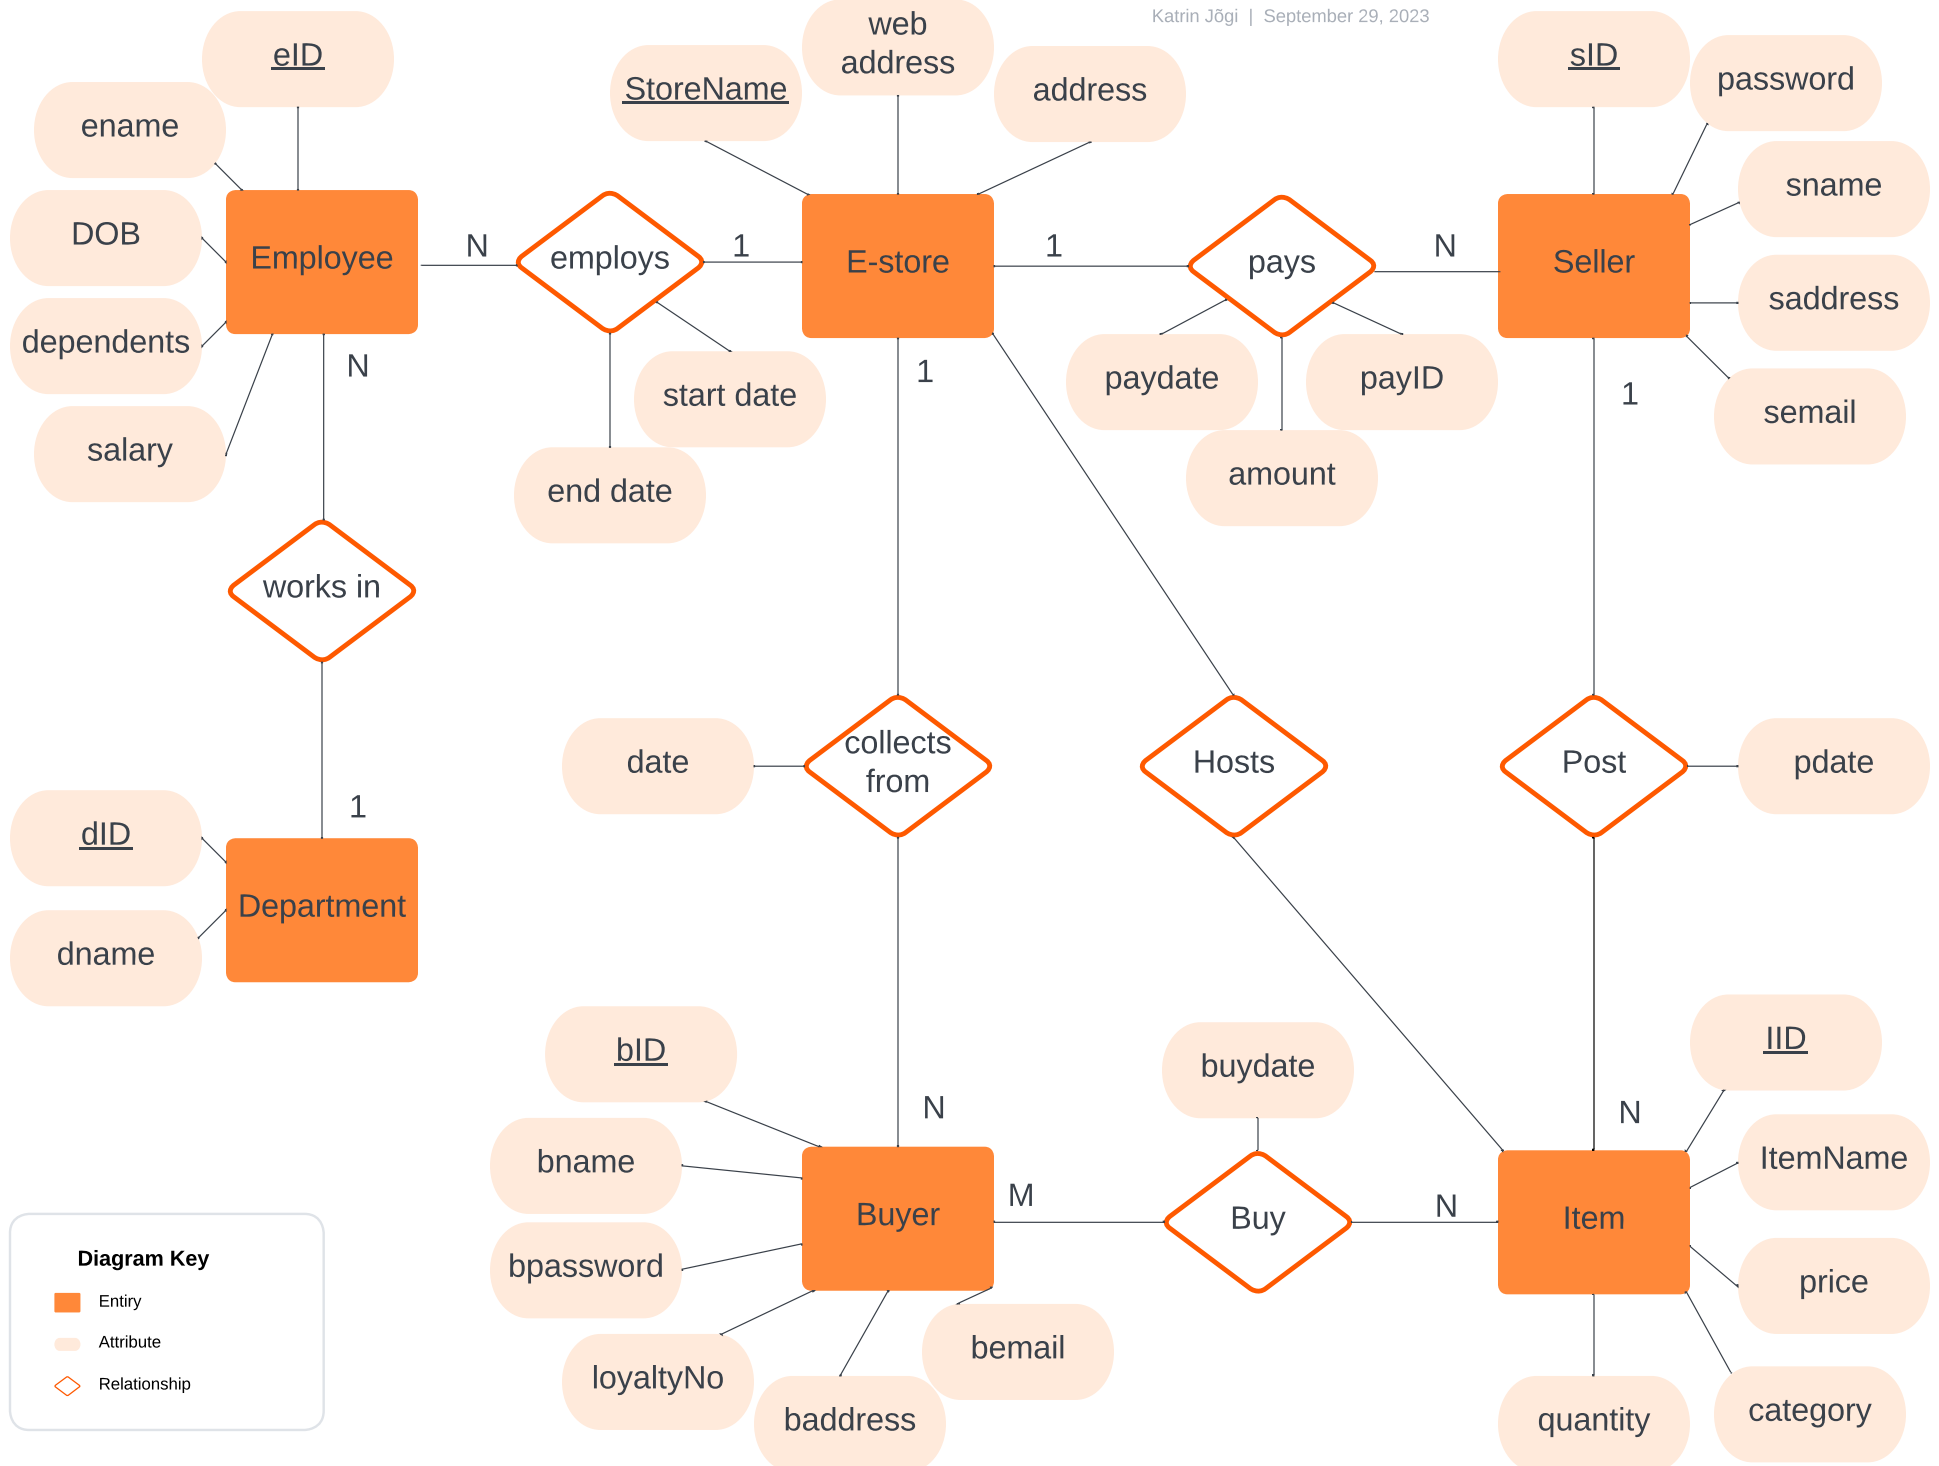 Katrin Jõgi | September 29, 2023
eID
ename
DOB
dependents
salary
Employee
N
employs
1
start date
end date
StoreName
web
address
address
E-store
1
pays
N
paydate
payID
amount
sID
password
sname
saddress
semail
Seller
N
works in
1
dID
dname
Department
1
collects
from
date
N
Hosts
1
Post
pdate
N
bID
bname
bpassword
loyaltyNo
baddress
bemail
Buyer
M
buydate
Buy
N
Item
IID
ItemName
price
category
quantity
Diagram Key
Entiry
Attribute
Relationship